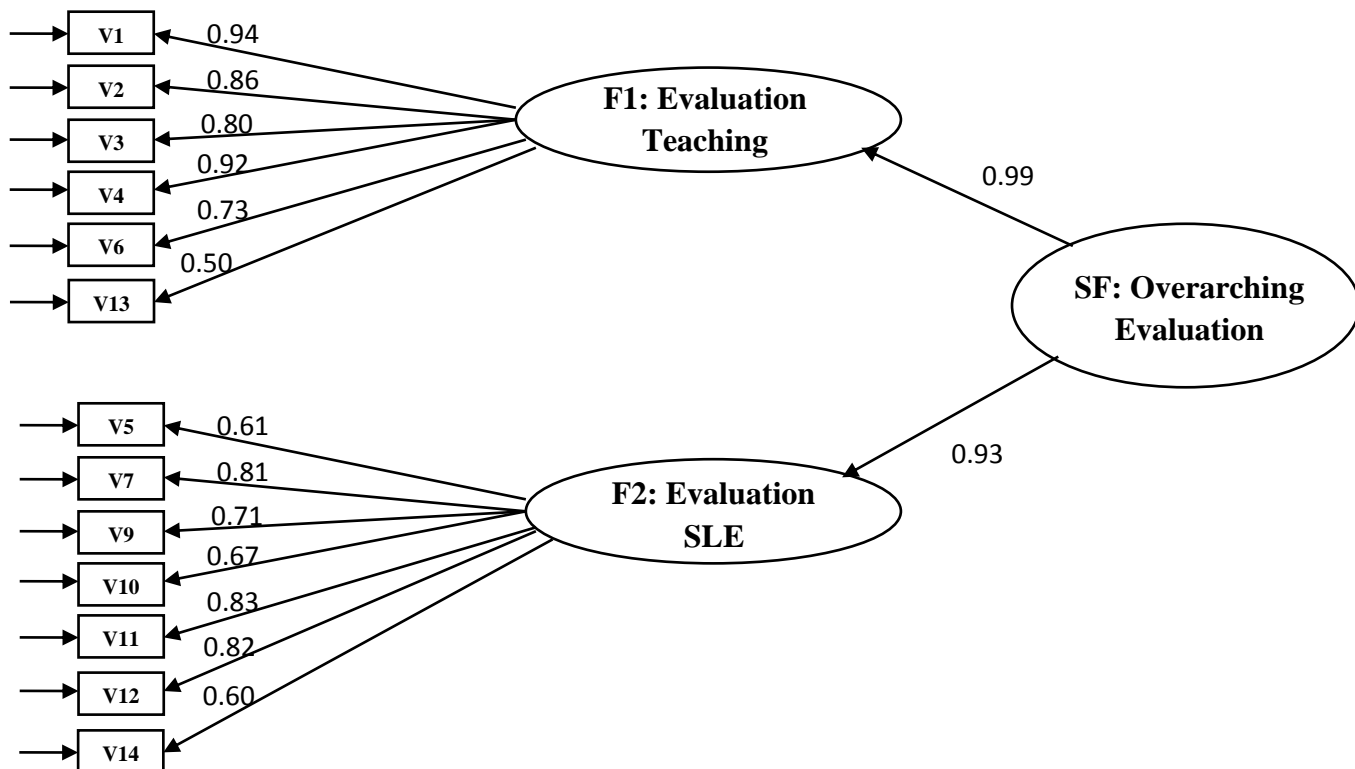 V1
0.94
V2
0.86
V3
0.80
V4
0.92
V6
0.73
V13
0.50
F1: Evaluation
Teaching
0.99
SF: Overarching
Evaluation
0.93
V5
0.61
V7
0.81
V9
0.71
V10
0.67
V11
0.83
V12
0.82
V14
0.60
F2: Evaluation
SLE